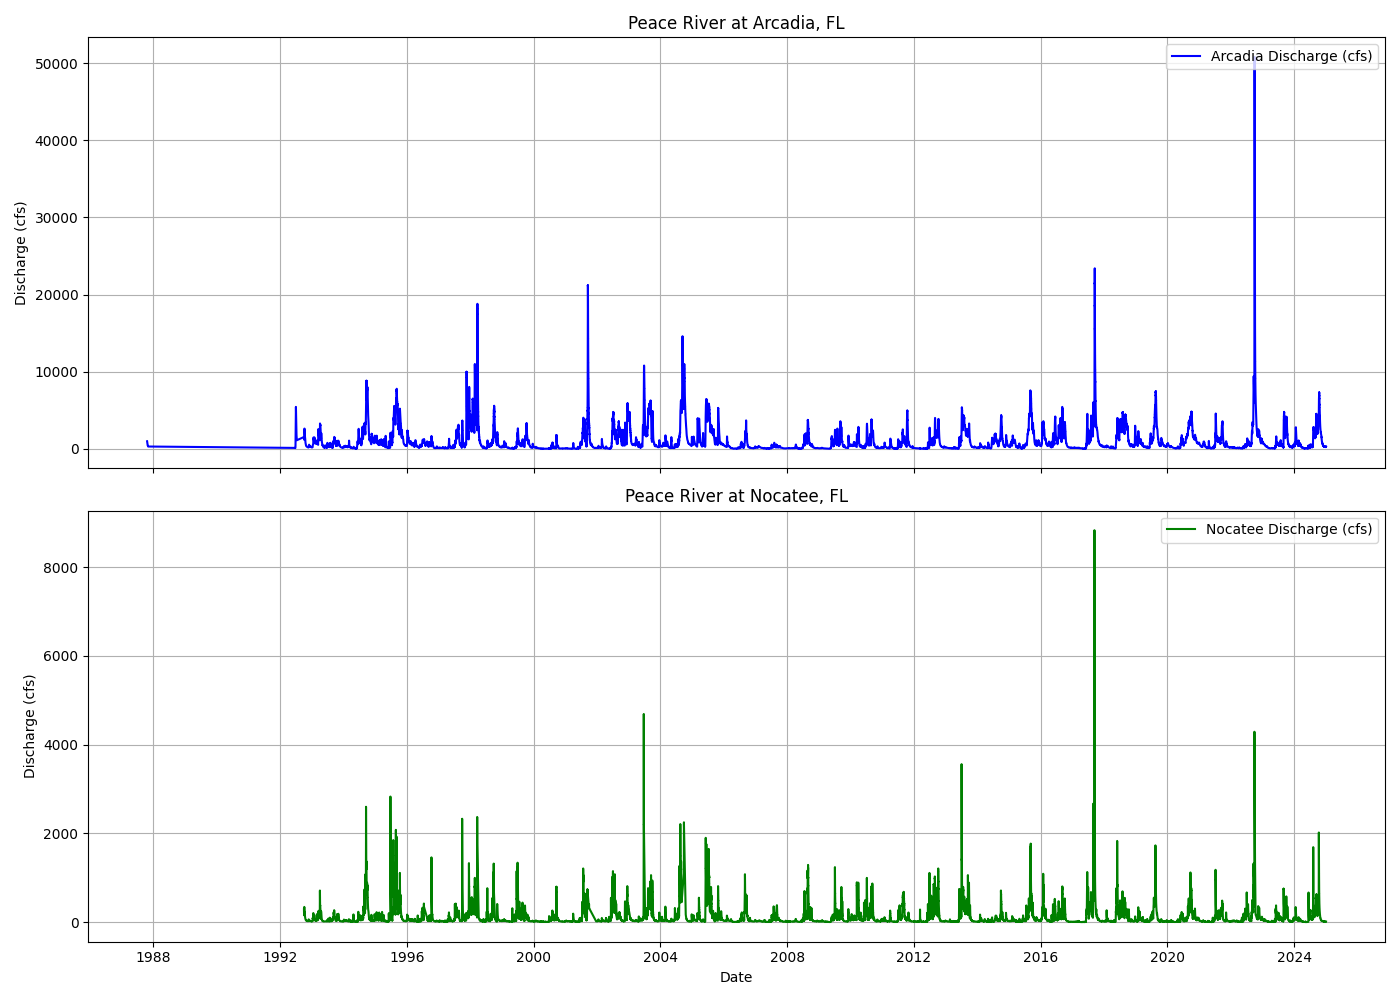 Peace River at Arcadia, FL
Arcadia Discharge (cfs)
50000
40000
30000
20000
10000
0
Discharge (cfs)
Peace River at Nocatee, FL
Nocatee Discharge (cfs)
8000
6000
4000
2000
0
Discharge (cfs)
1988 1992 1996 2000 2004 2008 2012 2016 2020 2024
Date